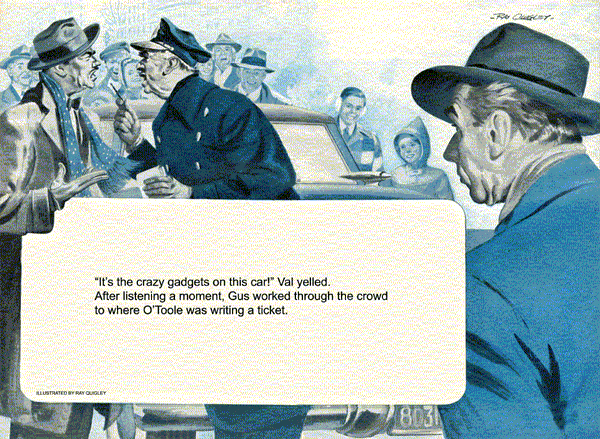 -RAY QUIGLEY-
“It’s the crazy gadgets on this car!” Val yelled.
After listening a moment, Gus worked through the crowd
to where O’Toole was writing a ticket.
ILLUSTRATED BY RAY QUIGLEY